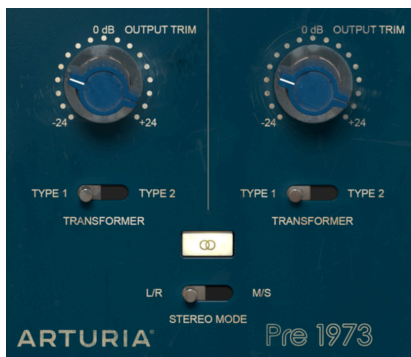 0 dB OUTPUT TRIM 0 dB OUTPUT TRIM
-24 +24 -24 +24
TYPE 1 TYPE 2 TYPE 1 TYPE 2
TRANSFORMER TRANSFORMER
L/R M/S
STEREO MODE
ARTURIA Pre 1973